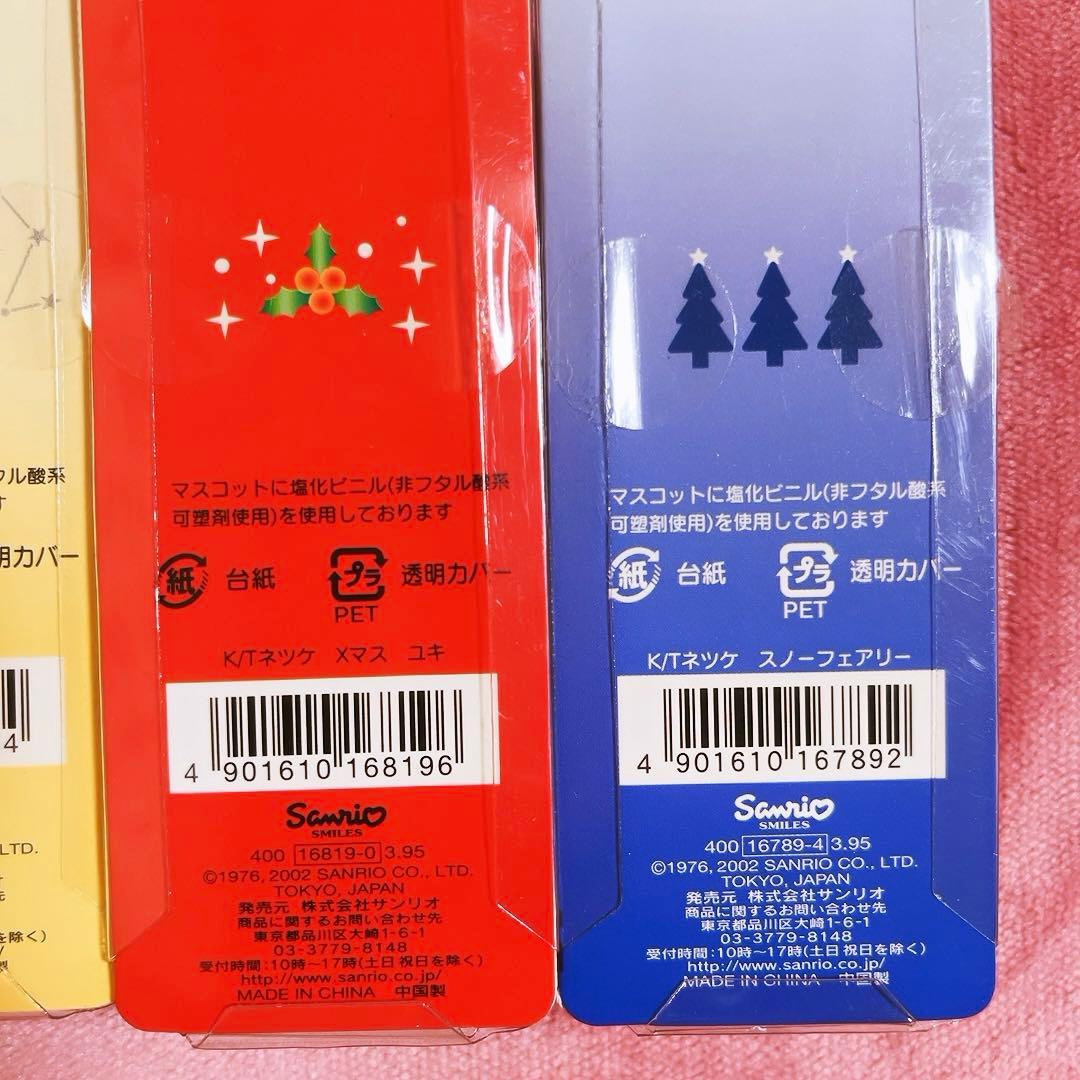 フタル酸系
す
明カバー
4
LTD.
先
を除く)
マスコットに塩化ビニル(非フタル酸系
可塑剤使用)を使用しております
紙 台紙 プラ 透明カバー
PET
K/Tネツケ Xマス ユキ
4 901610 168196
Sanrio
SMILES
400 16819-0 3.95
©1976, 2002 SANRIO CO., LTD.
TOKYO, JAPAN
発売元 株式会社サンリオ
商品に関するお問い合わせ先
東京都品川区大崎1-6-1
03-3779-8148
受付時間:10時〜17時(土日祝日を除く)
http://www.sanrio.co.jp/
MADE IN CHINA 中国製
マスコットに塩化ビニル(非フタル酸系
可塑剤使用)を使用しております
紙 台紙 プラ 透明カバー
PET
K/Tネツケ スノーフェアリー
4 901610 167892
Sanrio
SMILES
400 16789-4 3.95
©1976, 2002 SANRIO CO., LTD.
TOKYO, JAPAN
発売元 株式会社サンリオ
商品に関するお問い合わせ先
東京都品川区大崎1-6-1
03-3779-8148
受付時間:10時〜17時(土日祝日を除く)
http://www.sanrio.co.jp/
MADE IN CHINA 中国製